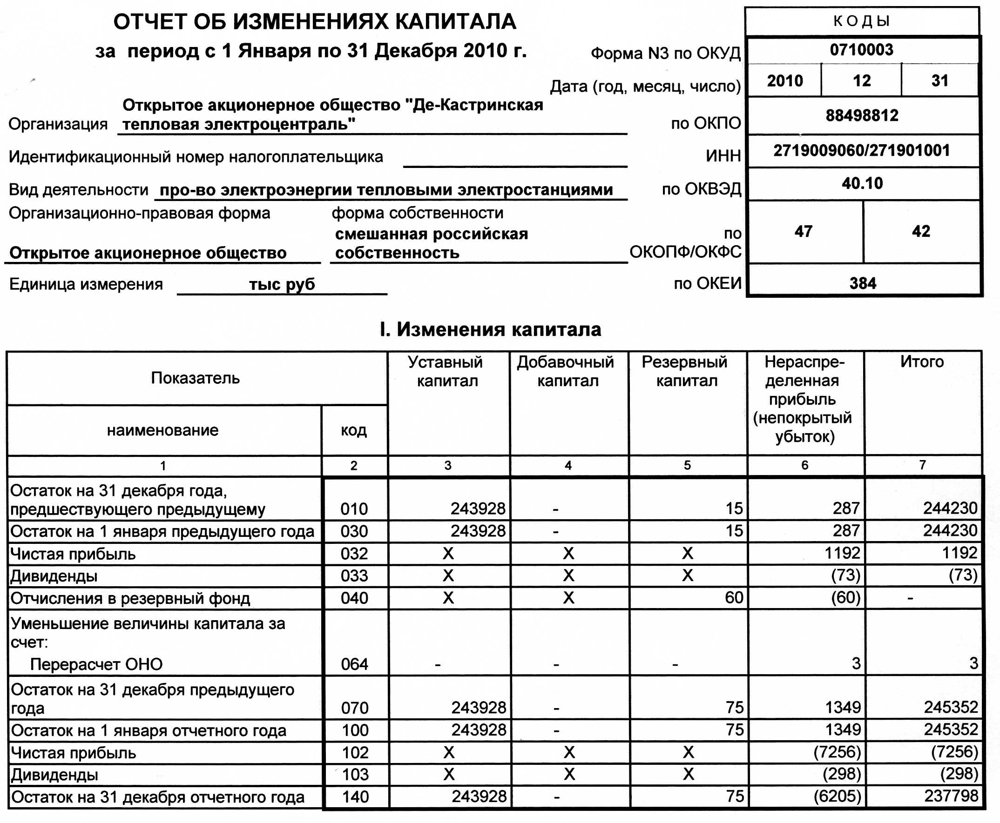 ОТЧЕТ ОБ ИЗМЕНЕНИЯХ КАПИТАЛА
за период с 1 Января по 31 Декабря 2010 г.
КОДЫ
Форма N3 по ОКУД 0710003
Дата (год, месяц, число) 2010 12 31
Открытое акционерное общество "Де-Кастринская
Организация тепловая электроцентраль" по ОКПО 88498812
Идентификационный номер налогоплательщика ИНН 2719009060/271901001
Вид деятельности про-во электроэнергии тепловыми электростанциями по ОКВЭД 40.10
Организационно-правовая форма форма собственности
смешанная российская по 47 42
Открытое акционерное общество собственность ОКОПФ/ОКФС
Единица измерения тыс руб по ОКЕИ 384
I. Изменения капитала
Показатель
наименование код
Уставный
капитал
Добавочный
капитал
Резервный
капитал
Нераспре-
деленная
прибыль
(непокрытый
убыток)
Итого
1 2 3 4 5 6 7
Остаток на 31 декабря года,
предшествующего предыдущему 010 243928 - 15 287 244230
Остаток на 1 января предыдущего года 030 243928 - 15 287 244230
Чистая прибыль 032 X X X 1192 1192
Дивиденды 033 X X X (73) (73)
Отчисления в резервный фонд 040 X X 60 (60) -
Уменьшение величины капитала за
счет:
Перерасчет ОНО 064 - - - 3 3
Остаток на 31 декабря предыдущего
года 070 243928 - 75 1349 245352
Остаток на 1 января отчетного года 100 243928 - 75 1349 245352
Чистая прибыль 102 X X X (7256) (7256)
Дивиденды 103 X X X (298) (298)
Остаток на 31 декабря отчетного года 140 243928 - 75 (6205) 237798